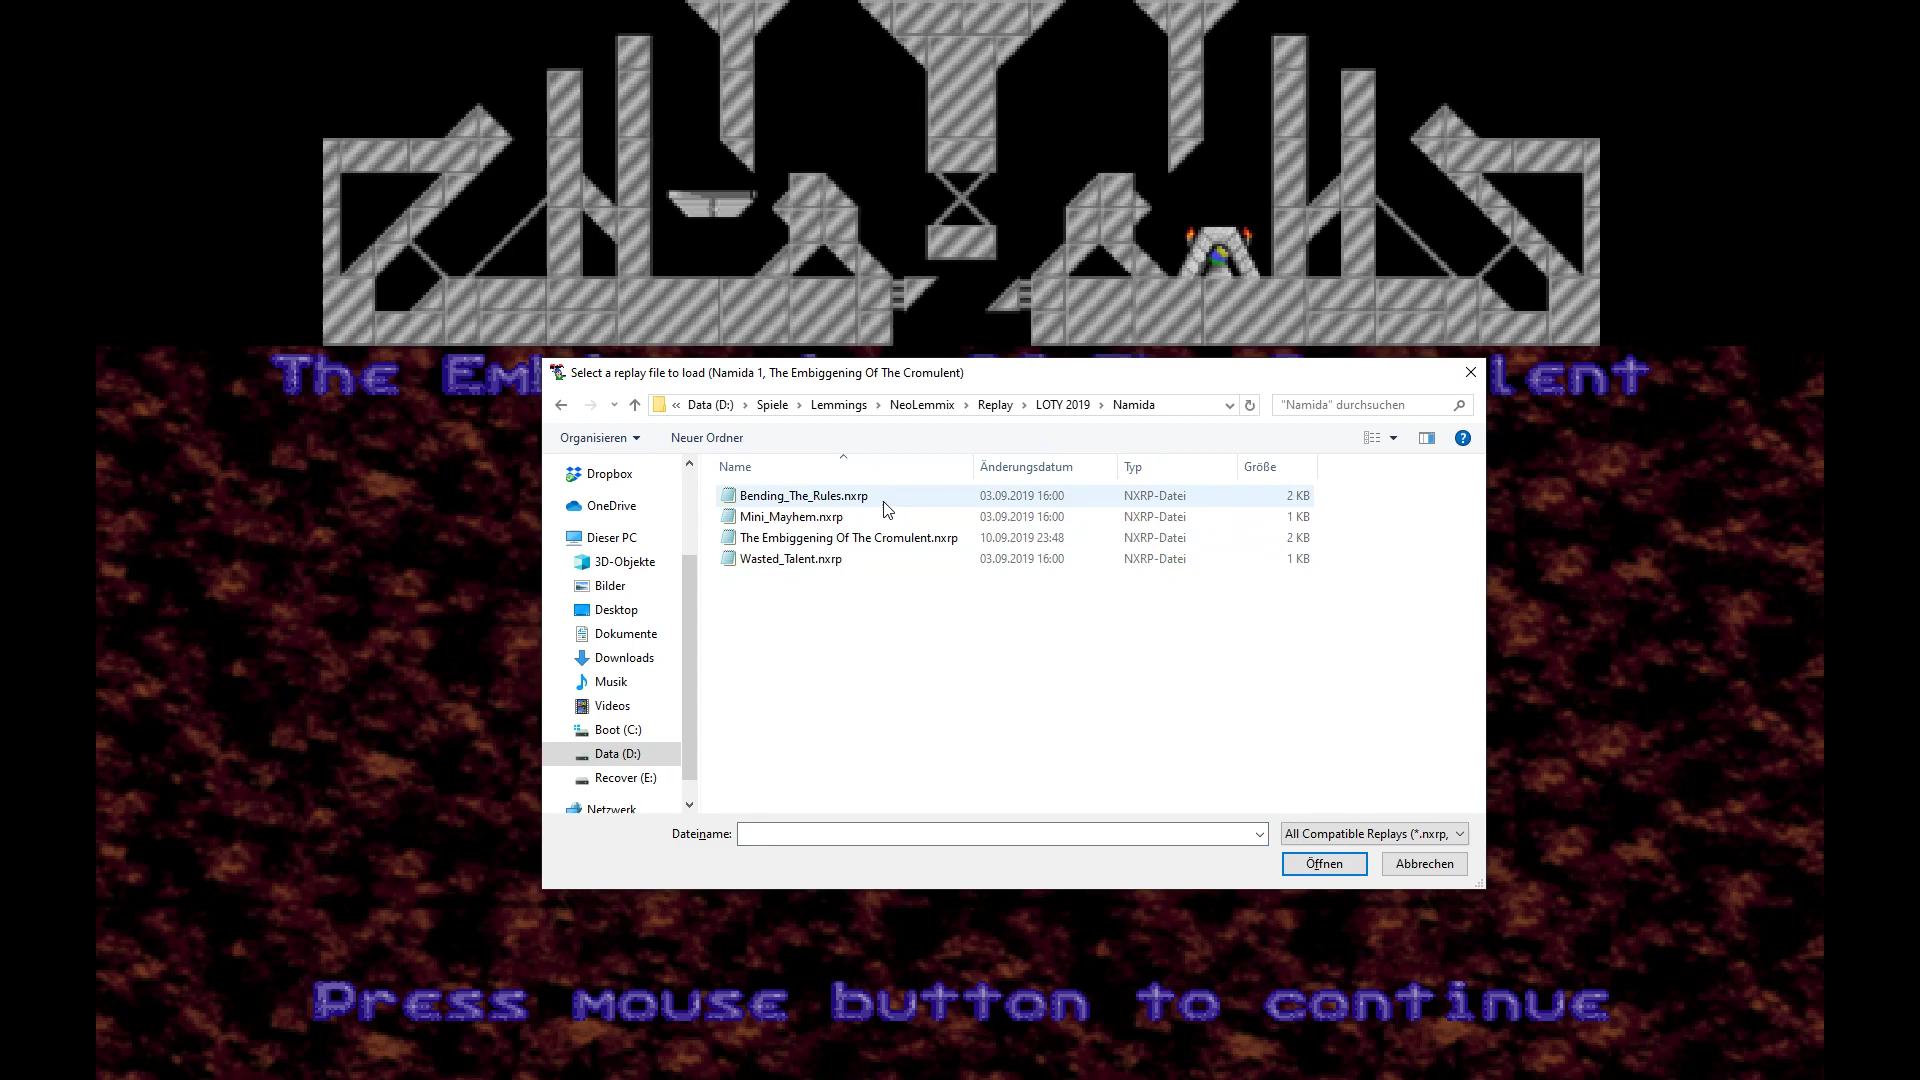 The Em
lent
Select a replay file to load (Namida 1, The Embiggening Of The Cromulent)
« Data (D:) › Spiele › Lemmings › NeoLemmix › Replay › LOTY 2019 › Namida
"Namida" durchsuchen
Organisieren
Neuer Ordner
?
Name Änderungsdatum Typ Größe
Dropbox
OneDrive
Dieser PC
3D-Objekte
Bilder
Desktop
Dokumente
Downloads
Musik
Videos
Boot (C:)
Data (D:)
Recover (E:)
Netzwerk
Bending_The_Rules.nxrp 03.09.2019 16:00 NXRP-Datei 2 KB
Mini_Mayhem.nxrp 03.09.2019 16:00 NXRP-Datei 1 KB
The Embiggening Of The Cromulent.nxrp 10.09.2019 23:48 NXRP-Datei 2 KB
Wasted_Talent.nxrp 03.09.2019 16:00 NXRP-Datei 1 KB
Dateiname:
All Compatible Replays (*.nxrp,
Öffnen
Abbrechen
Press mouse button to continue